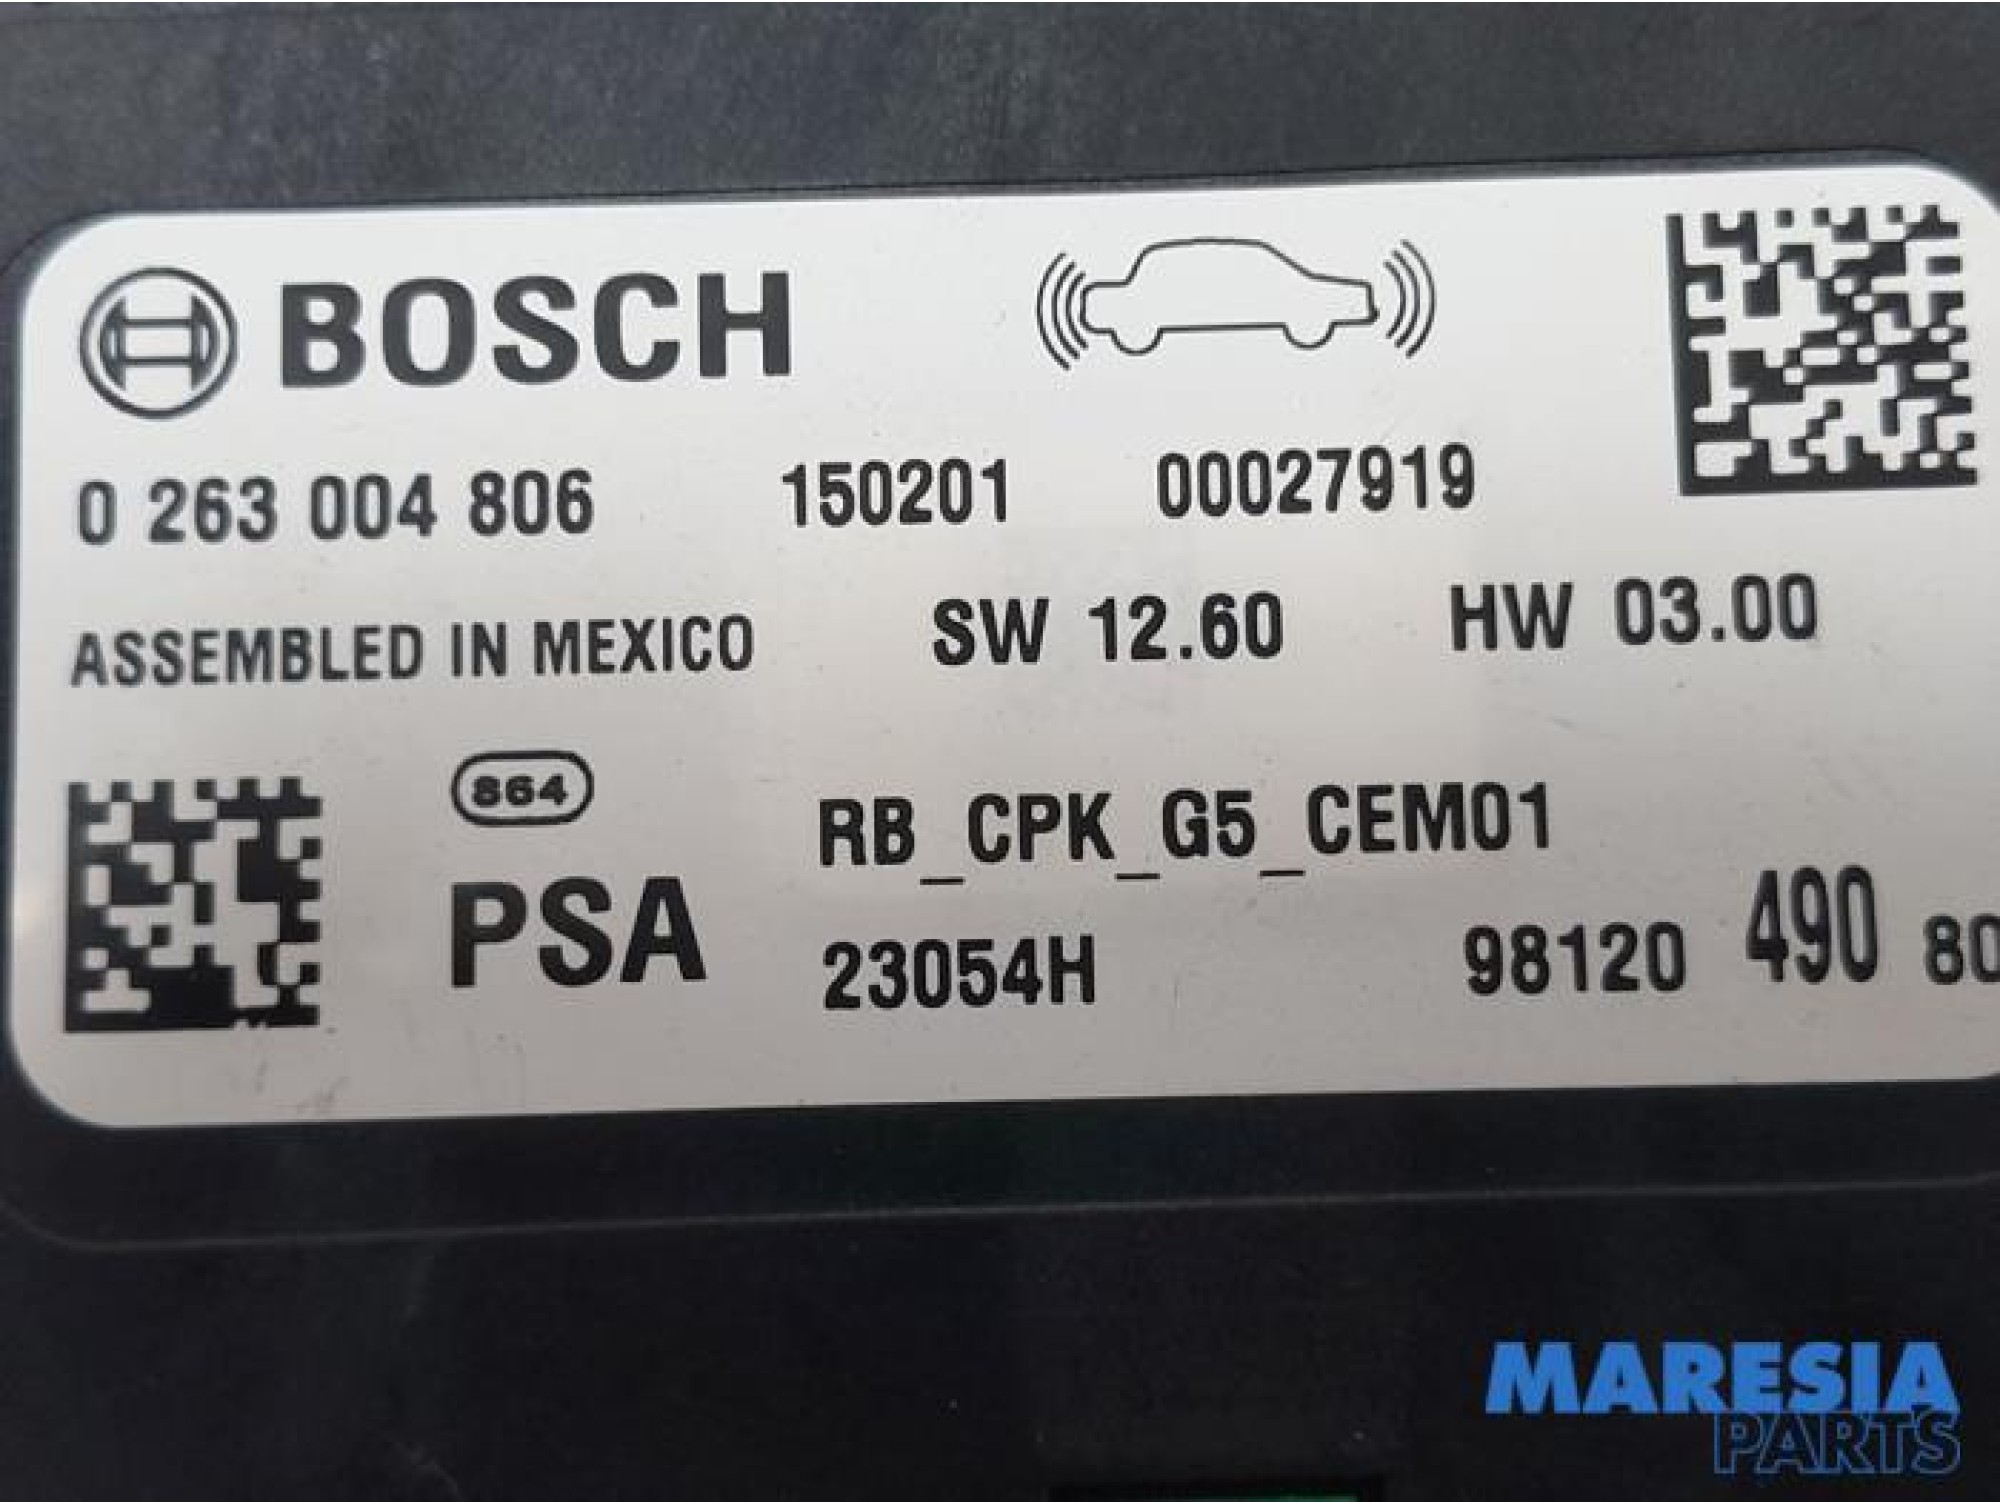 BOSCH
0 263 004 806 150201 00027919
ASSEMBLED IN MEXICO SW 12.60 HW 03.00
864
RB_CPK_G5_CEM01
PSA 23054H 98120 490 80
MARESIA
PARTS